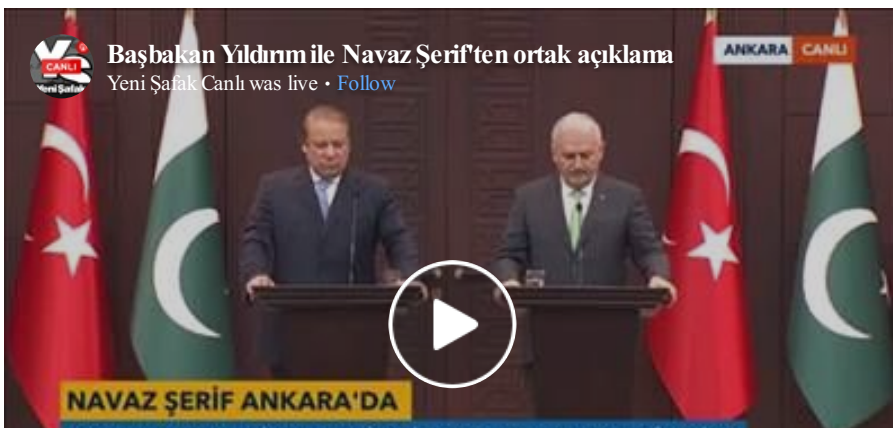 Başbakan Yıldırım ile Navaz Şerif'ten ortak açıklama
Yeni Şafak Canlı was live · Follow
ANKARA CANLI
CANLI
Yeni Şafak
NAVAZ ŞERİF ANKARA'DA